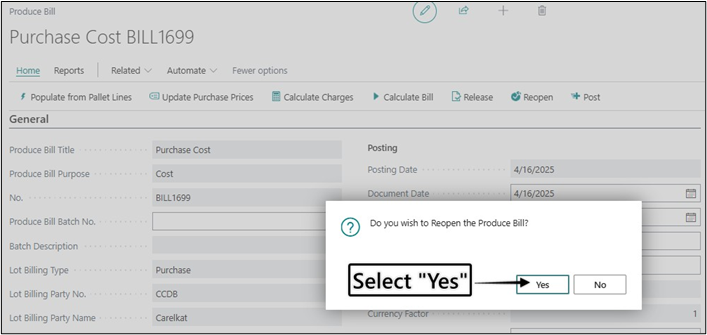 Produce Bill
Purchase Cost BILL1699
Home Reports Related Automate Fewer options
Populate from Pallet Lines Update Purchase Prices Calculate Charges Calculate Bill Release Reopen Post
General
Produce Bill Title Purchase Cost
Produce Bill Purpose Cost
No. BILL1699
Produce Bill Batch No.
Batch Description
Lot Billing Type Purchase
Lot Billing Party No. CCDB
Lot Billing Party Name Carelkat
Posting
Posting Date 4/16/2025
Document Date 4/16/2025
Do you wish to Reopen the Produce Bill?
Select "Yes"
Yes No
Currency Factor 1